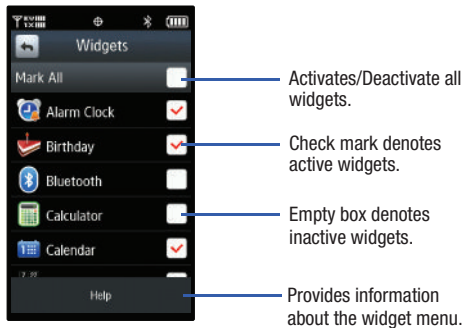 Widgets
Mark All
Alarm Clock
Birthday
Bluetooth
Calculator
Calendar
Help
Activates/Deactivate all
widgets.
Check mark denotes
active widgets.
Empty box denotes
inactive widgets.
Provides information
about the widget menu.